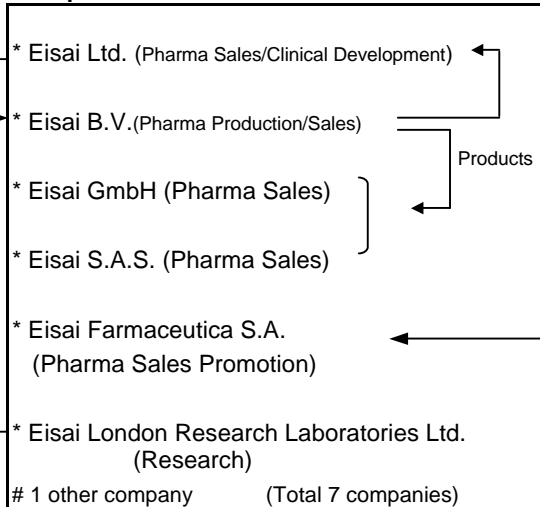 * Eisai Ltd. (Pharma Sales/Clinical Development)
* Eisai B.V.(Pharma Production/Sales)
Products
* Eisai GmbH (Pharma Sales)
* Eisai S.A.S. (Pharma Sales)
* Eisai Farmaceutica S.A.
(Pharma Sales Promotion)
* Eisai London Research Laboratories Ltd.
(Research)
# 1 other company (Total 7 companies)